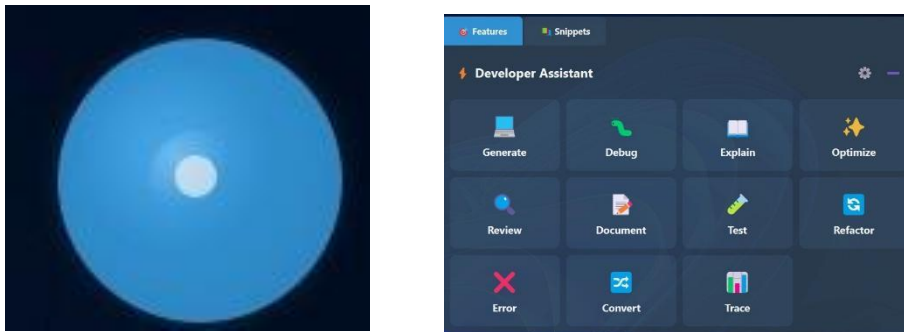 Features Snippets
Developer Assistant
Generate Debug Explain Optimize
Review Document Test Refactor
Error Convert Trace